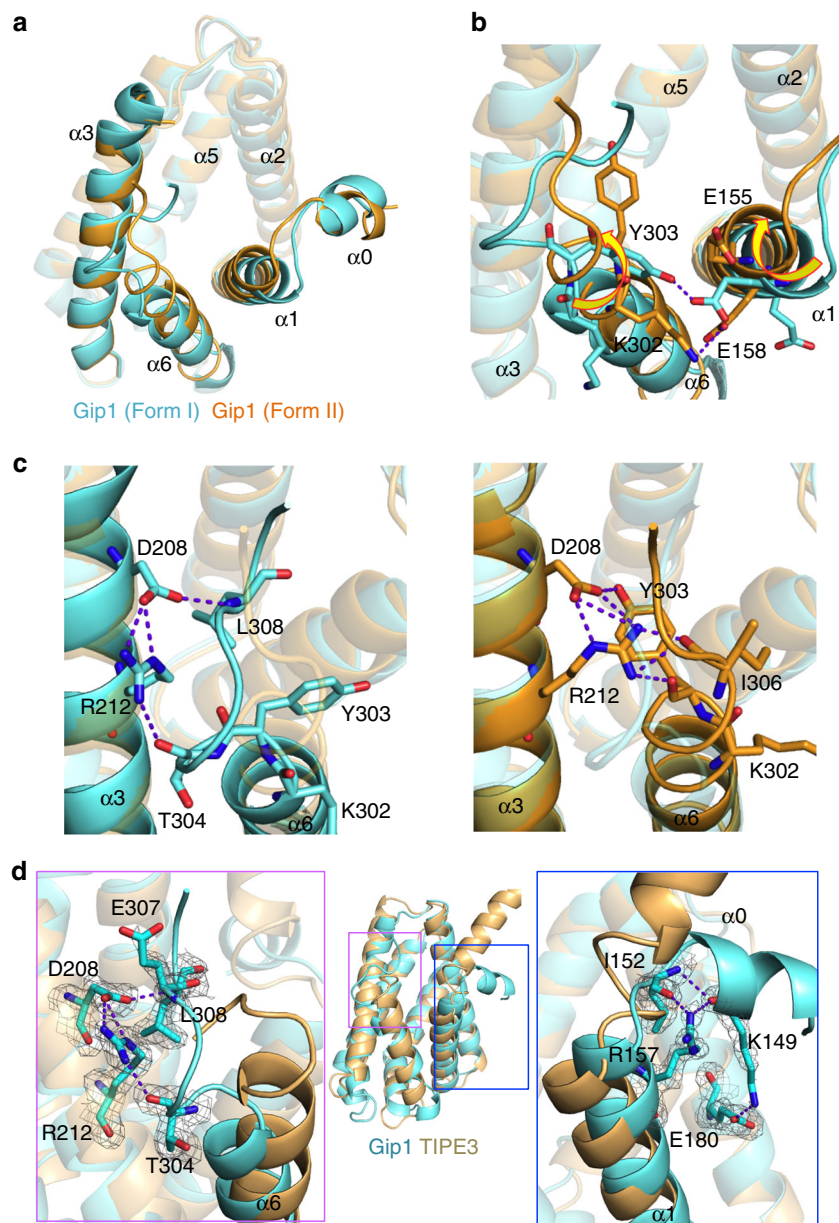 a
α3
α5
α2
α0
α1
α6
Gip1 (Form I) Gip1 (Form II)
b
α5
α2
E155
Y303
α1
K302
E158
α3
α6
c
D208
L308
R212
Y303
α3
T304
α6
K302
D208
Y303
R212
I306
K302
α3
α6
d
E307
D208
L308
R212
T304
α6
Gip1 TIPE3
α0
I152
R157
K149
E180
α1